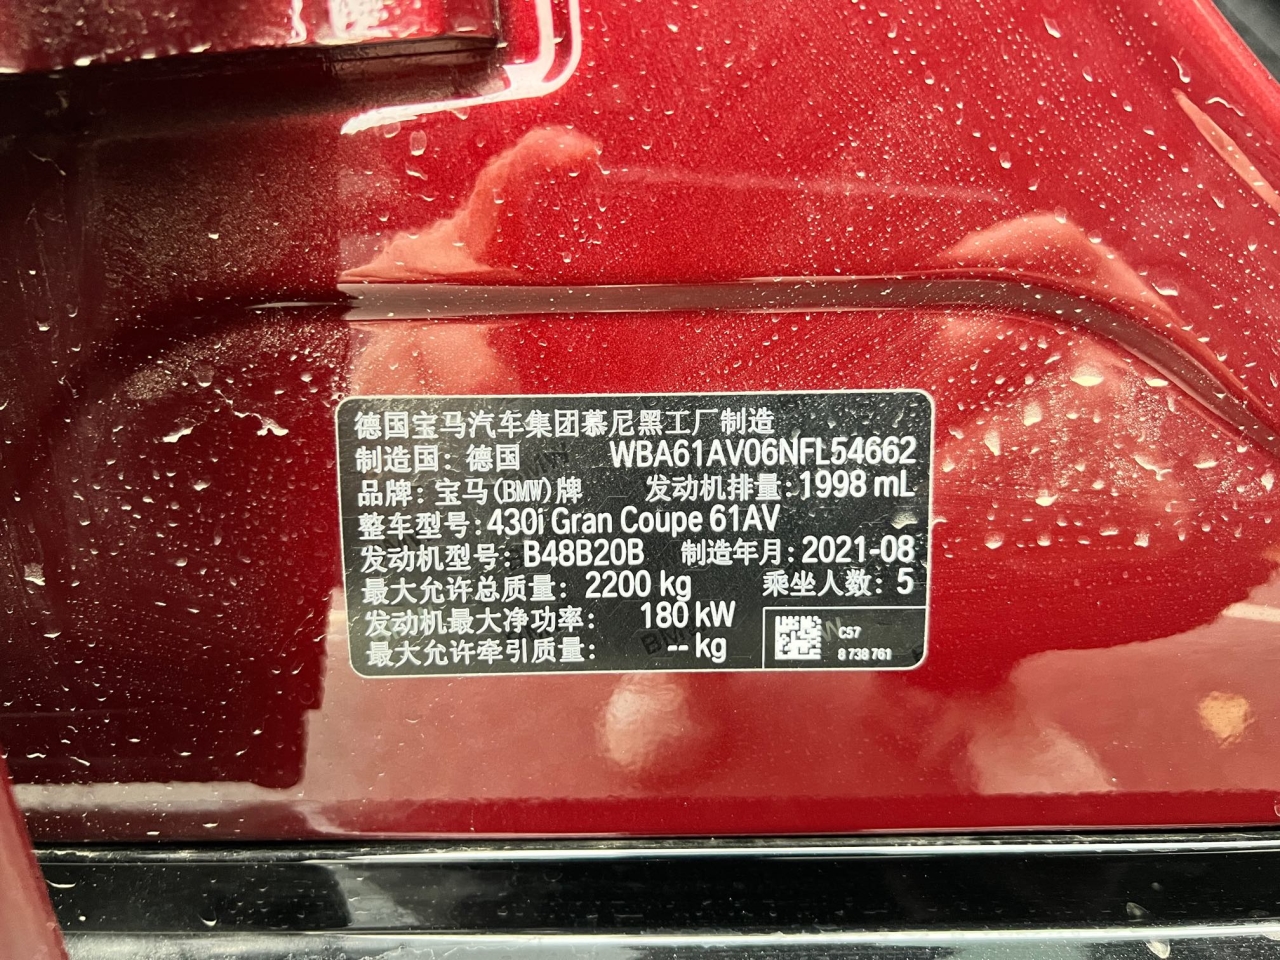 德国宝马汽车集团慕尼黑工厂制造
制造国：德国 WBA61AV06NFL54662
品牌：宝马(BMW)牌 发动机排量：1998 mL
整车型号：430i Gran Coupe 61AV
发动机型号：B48B20B 制造年月：2021-08
最大允许总质量：2200 kg 乘坐人数：5
发动机最大净功率：180 kW
最大允许牵引质量：-- kg
C57
8 738 761